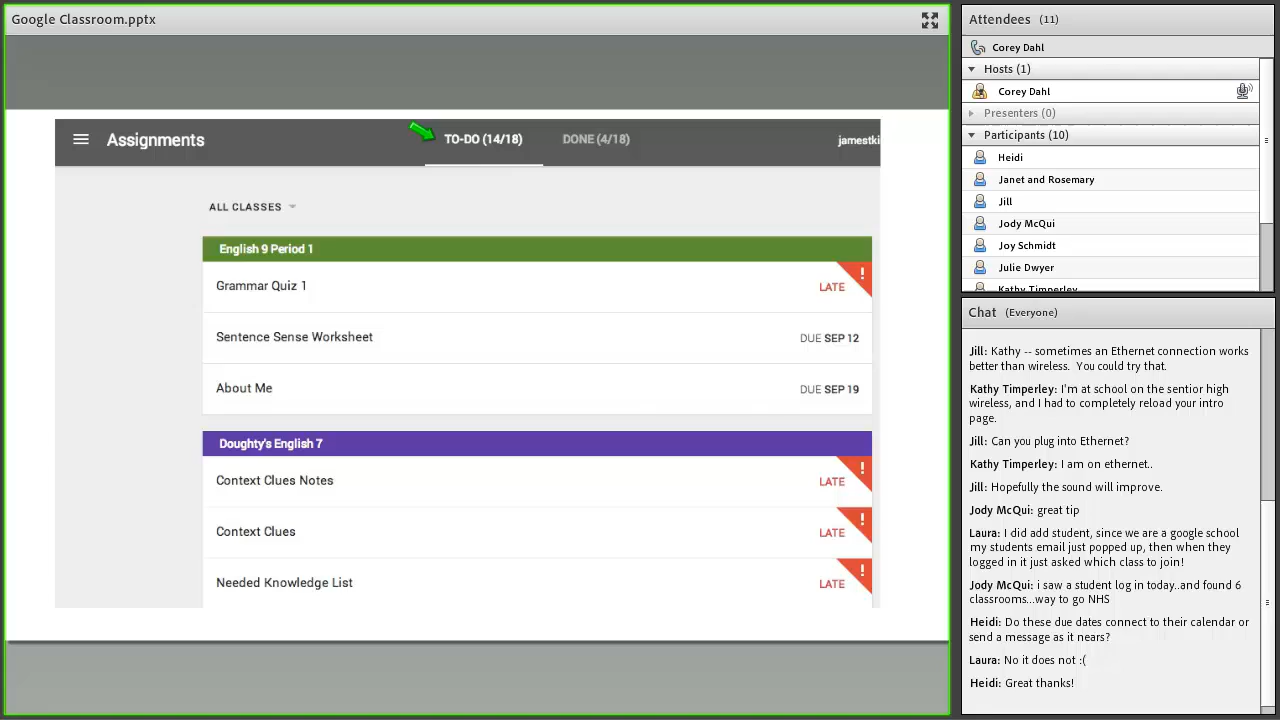 Google Classroom.pptx
Assignments
TO-DO (14/18)
DONE (4/18)
jamestki
ALL CLASSES
English 9 Period 1
Grammar Quiz 1
LATE
Sentence Sense Worksheet
DUE SEP 12
About Me
DUE SEP 19
Doughty's English 7
Context Clues Notes
LATE
Context Clues
LATE
Needed Knowledge List
LATE
Attendees (11)
Corey Dahl
Hosts (1)
Corey Dahl
Presenters (0)
Participants (10)
Heidi
Janet and Rosemary
Jill
Jody McQui
Joy Schmidt
Julie Dwyer
Kathy Timperley
Chat (Everyone)
Jill: Kathy -- sometimes an Ethernet connection works
better than wireless. You could try that.
Kathy Timperley: I'm at school on the sentior high
wireless, and I had to completely reload your intro
page.
Jill: Can you plug into Ethernet?
Kathy Timperley: I am on ethernet..
Jill: Hopefully the sound will improve.
Jody McQui: great tip
Laura: I did add student, since we are a google school
my students email just popped up, then when they
logged in it just asked which class to join!
Jody McQui: i saw a student log in today..and found 6
classrooms...way to go NHS
Heidi: Do these due dates connect to their calendar or
send a message as it nears?
Laura: No it does not :(
Heidi: Great thanks!